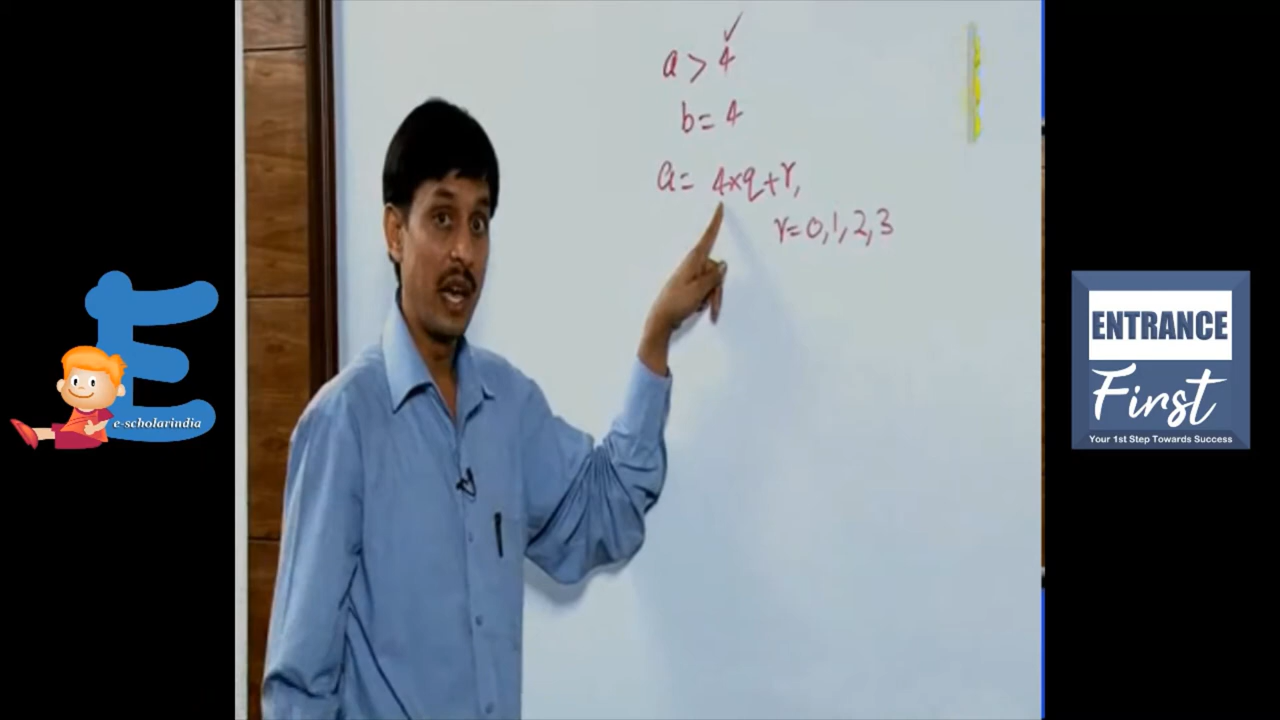 a > 4 ✓
b = 4
a = 4×q+r,
r = 0,1,2,3
e-scholarindia
ENTRANCE
First
Your 1st Step Towards Success